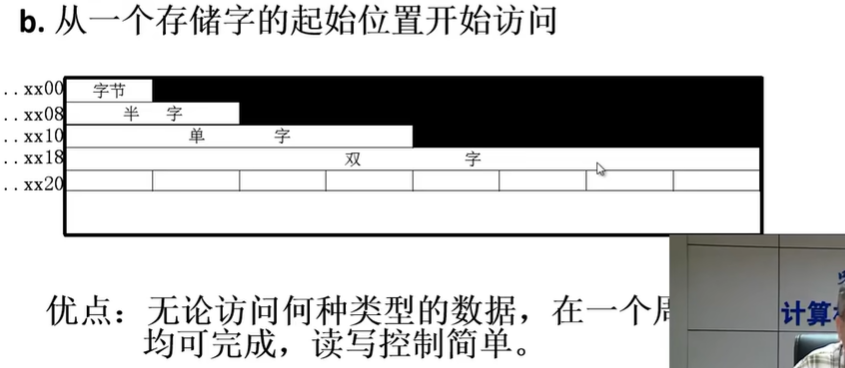 b. 从一个存储字的起始位置开始访问
..xx00 字节
..xx08 半 字
..xx10 单 字
..xx18 双 字
..xx20
优点：无论访问何种类型的数据，在一个周
均可完成，读写控制简单。
计算